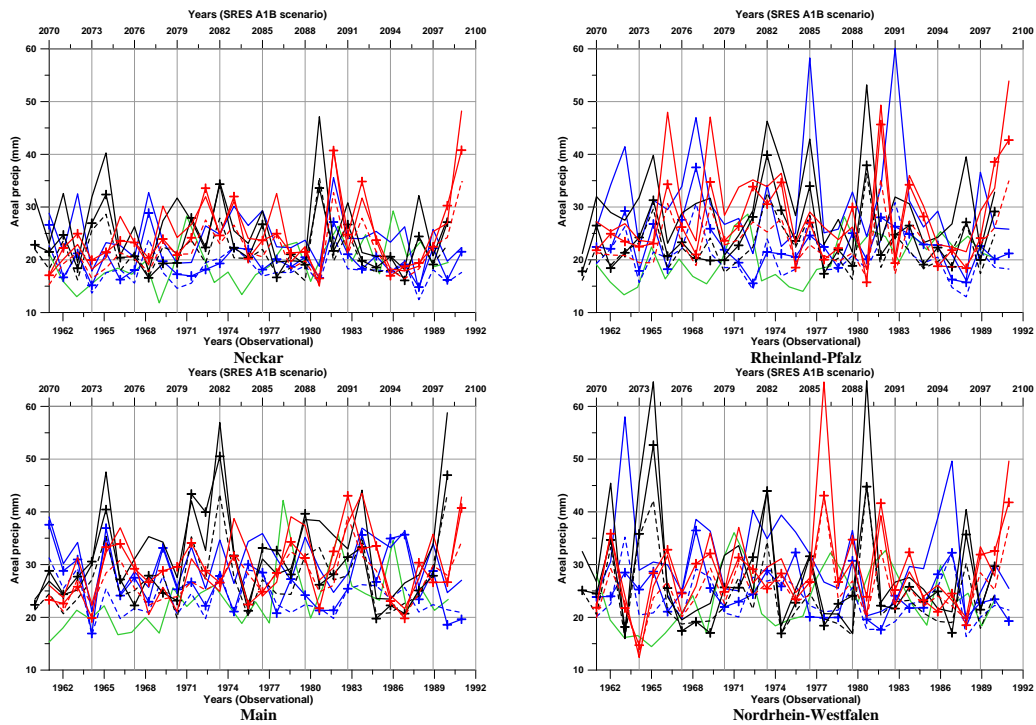 Years (SRES A1B scenario)
2070 2073 2076 2079 2082 2085 2088 2091 2094 2097 2100
60
50
40
30
20
10
Areal precip (mm)
1962 1965 1968 1971 1974 1977 1980 1983 1986 1989 1992
Years (Observational)
Neckar
Years (SRES A1B scenario)
2070 2073 2076 2079 2082 2085 2088 2091 2094 2097 2100
60
50
40
30
20
10
Areal precip (mm)
1962 1965 1968 1971 1974 1977 1980 1983 1986 1989 1992
Years (Observational)
Rheinland-Pfalz
Years (SRES A1B scenario)
2070 2073 2076 2079 2082 2085 2088 2091 2094 2097 2100
60
50
40
30
20
10
Areal precip (mm)
1962 1965 1968 1971 1974 1977 1980 1983 1986 1989 1992
Years (Observational)
Main
Years (SRES A1B scenario)
2070 2073 2076 2079 2082 2085 2088 2091 2094 2097 2100
60
50
40
30
20
10
Areal precip (mm)
1962 1965 1968 1971 1974 1977 1980 1983 1986 1989 1992
Years (Observational)
Nordrhein-Westfalen